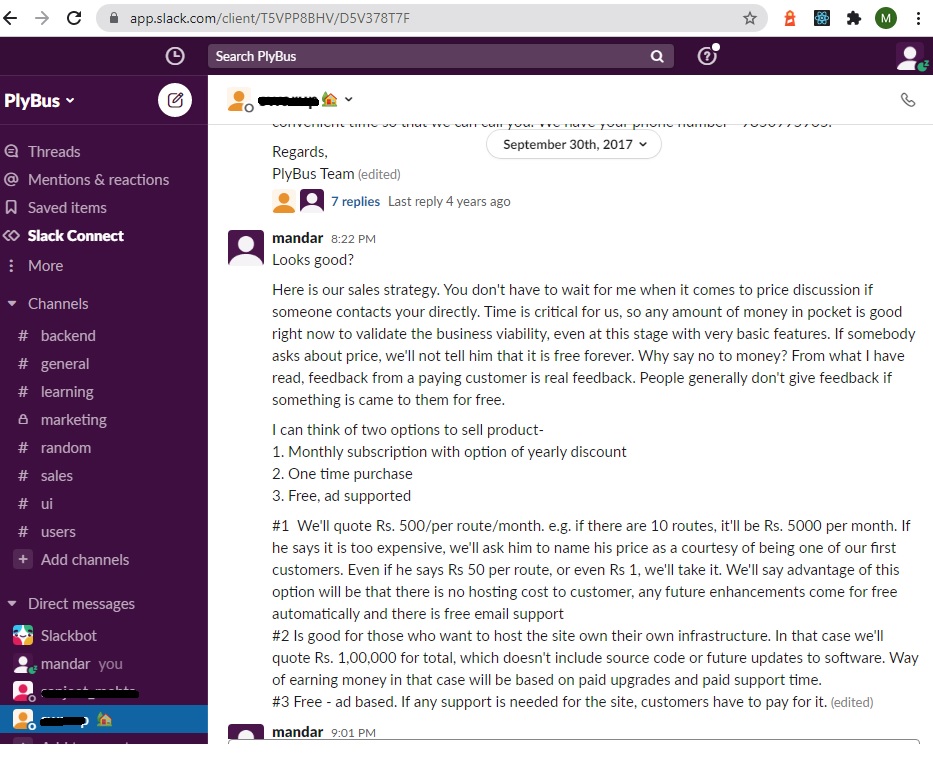 app.slack.com/client/T5VPP8BHV/D5V378T7F
M
Search PlyBus
PlyBus
Threads
Mentions & reactions
Saved items
Slack Connect
More
Channels
# backend
# general
# learning
marketing
# random
# sales
# ui
# users
+ Add channels
Direct messages
Slackbot
mandar you
convenient time so that we can call you. We have your phone number
September 30th, 2017
Regards,
PlyBus Team (edited)
7 replies Last reply 4 years ago
mandar 8:22 PM
Looks good?
Here is our sales strategy. You don't have to wait for me when it comes to price discussion if
someone contacts your directly. Time is critical for us, so any amount of money in pocket is good
right now to validate the business viability, even at this stage with very basic features. If somebody
asks about price, we'll not tell him that it is free forever. Why say no to money? From what I have
read, feedback from a paying customer is real feedback. People generally don't give feedback if
something is came to them for free.
I can think of two options to sell product-
1. Monthly subscription with option of yearly discount
2. One time purchase
3. Free, ad supported
#1 We'll quote Rs. 500/per route/month. e.g. if there are 10 routes, it'll be Rs. 5000 per month. If
he says it is too expensive, we'll ask him to name his price as a courtesy of being one of our first
customers. Even if he says Rs 50 per route, or even Rs 1, we'll take it. We'll say advantage of this
option will be that there is no hosting cost to customer, any future enhancements come for free
automatically and there is free email support
#2 Is good for those who want to host the site own their own infrastructure. In that case we'll
quote Rs. 1,00,000 for total, which doesn't include source code or future updates to software. Way
of earning money in that case will be based on paid upgrades and paid support time.
#3 Free - ad based. If any support is needed for the site, customers have to pay for it. (edited)
mandar 9:01 PM